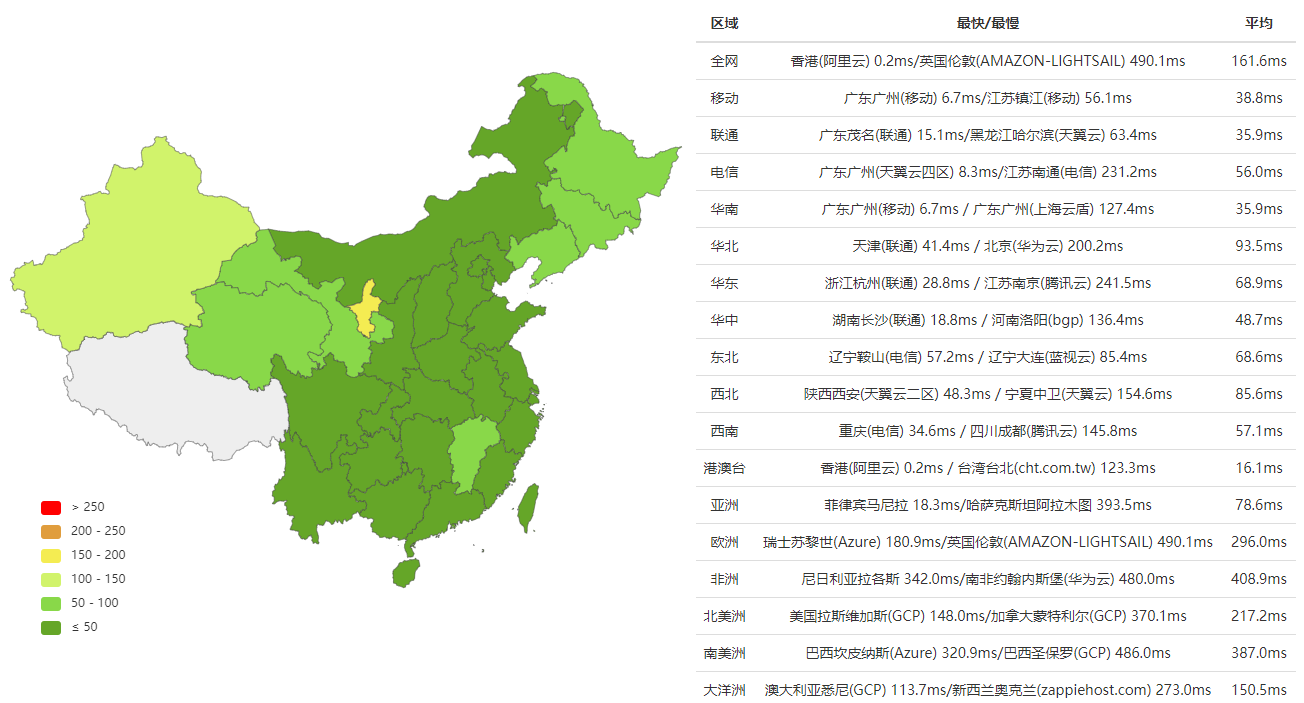 > 250
200 - 250
150 - 200
100 - 150
50 - 100
≤ 50
区域 最快/最慢 平均
全网 香港(阿里云) 0.2ms/英国伦敦(AMAZON-LIGHTSAIL) 490.1ms 161.6ms
移动 广东广州(移动) 6.7ms/江苏镇江(移动) 56.1ms 38.8ms
联通 广东茂名(联通) 15.1ms/黑龙江哈尔滨(天翼云) 63.4ms 35.9ms
电信 广东广州(天翼云四区) 8.3ms/江苏南通(电信) 231.2ms 56.0ms
华南 广东广州(移动) 6.7ms / 广东广州(上海云盾) 127.4ms 35.9ms
华北 天津(联通) 41.4ms / 北京(华为云) 200.2ms 93.5ms
华东 浙江杭州(联通) 28.8ms / 江苏南京(腾讯云) 241.5ms 68.9ms
华中 湖南长沙(联通) 18.8ms / 河南洛阳(bgp) 136.4ms 48.7ms
东北 辽宁鞍山(电信) 57.2ms / 辽宁大连(蓝视云) 85.4ms 68.6ms
西北 陕西西安(天翼云二区) 48.3ms / 宁夏中卫(天翼云) 154.6ms 85.6ms
西南 重庆(电信) 34.6ms / 四川成都(腾讯云) 145.8ms 57.1ms
港澳台 香港(阿里云) 0.2ms / 台湾台北(cht.com.tw) 123.3ms 16.1ms
亚洲 菲律宾马尼拉 18.3ms/哈萨克斯坦阿拉木图 393.5ms 78.6ms
欧洲 瑞士苏黎世(Azure) 180.9ms/英国伦敦(AMAZON-LIGHTSAIL) 490.1ms 296.0ms
非洲 尼日利亚拉各斯 342.0ms/南非约翰内斯堡(华为云) 480.0ms 408.9ms
北美洲 美国拉斯维加斯(GCP) 148.0ms/加拿大蒙特利尔(GCP) 370.1ms 217.2ms
南美洲 巴西坎皮纳斯(Azure) 320.9ms/巴西圣保罗(GCP) 486.0ms 387.0ms
大洋洲 澳大利亚悉尼(GCP) 113.7ms/新西兰奥克兰(zappiehost.com) 273.0ms 150.5ms